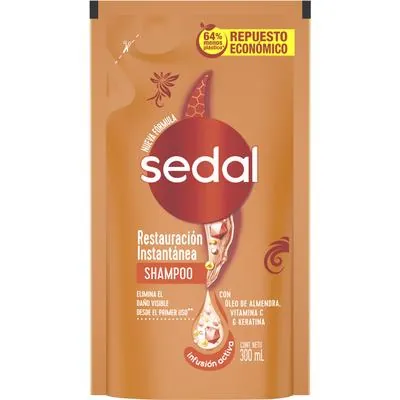 64%
menos
plástico*
REPUESTO
ECONÓMICO
NUEVA FÓRMULA
sedal
Restauración
Instantánea
SHAMPOO
ELIMINA EL
DAÑO VISIBLE
DESDE EL PRIMER USO**
CON
ÓLEO DE ALMENDRA,
VITAMINA C
& KERATINA
infusión activa
CONT. NETO
300 mL